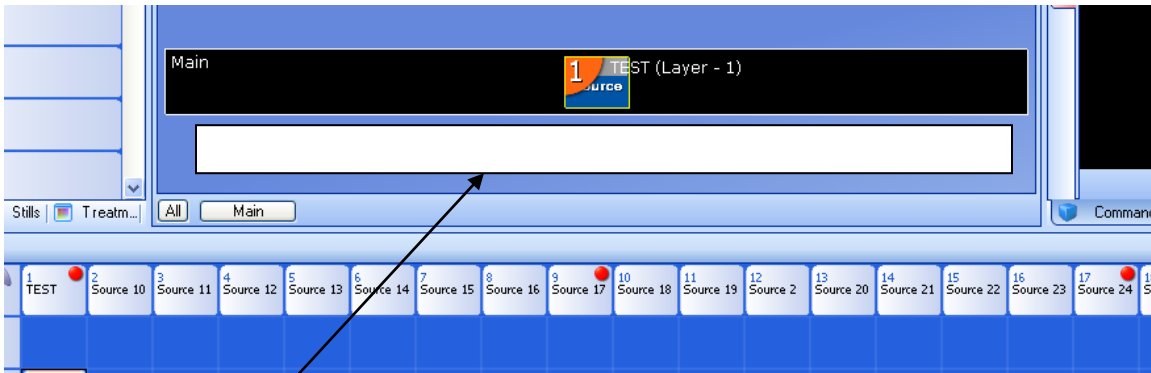 Main
1 TEST (Layer - 1)
ource
Stills Treatm... All Main Comman
1 2 3 4 5 6 7 8 9 10 11 12 13 14 15 16 17
TEST Source 10 Source 11 Source 12 Source 13 Source 14 Source 15 Source 16 Source 17 Source 18 Source 19 Source 2 Source 20 Source 21 Source 22 Source 23 Source 24